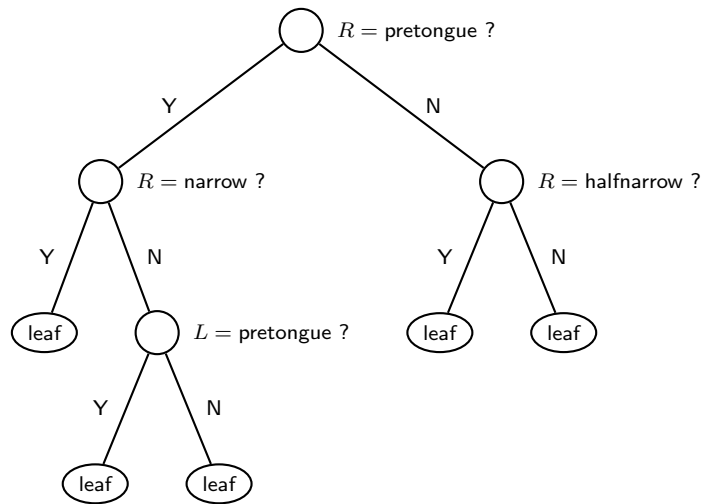 R = pretongue ?
Y N
R = narrow ? R = halfnarrow ?
Y N Y N
leaf L = pretongue ? leaf leaf
Y N
leaf leaf